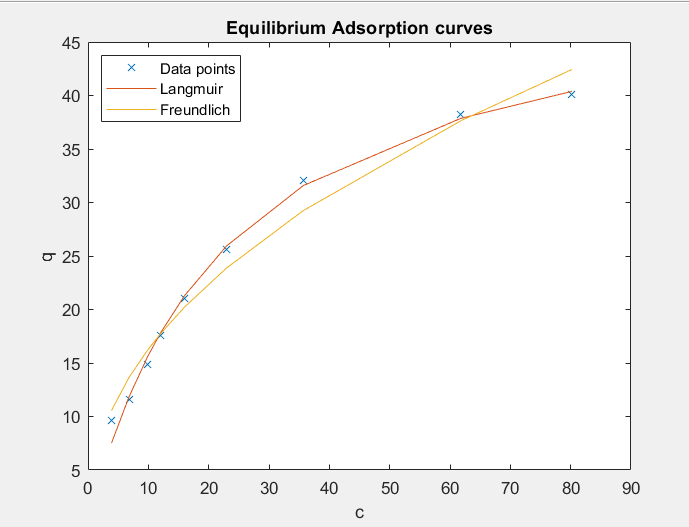 Equilibrium Adsorption curves
Data points
Langmuir
Freundlich
45
40
35
30
25
20
15
10
5
q
0 10 20 30 40 50 60 70 80 90
c